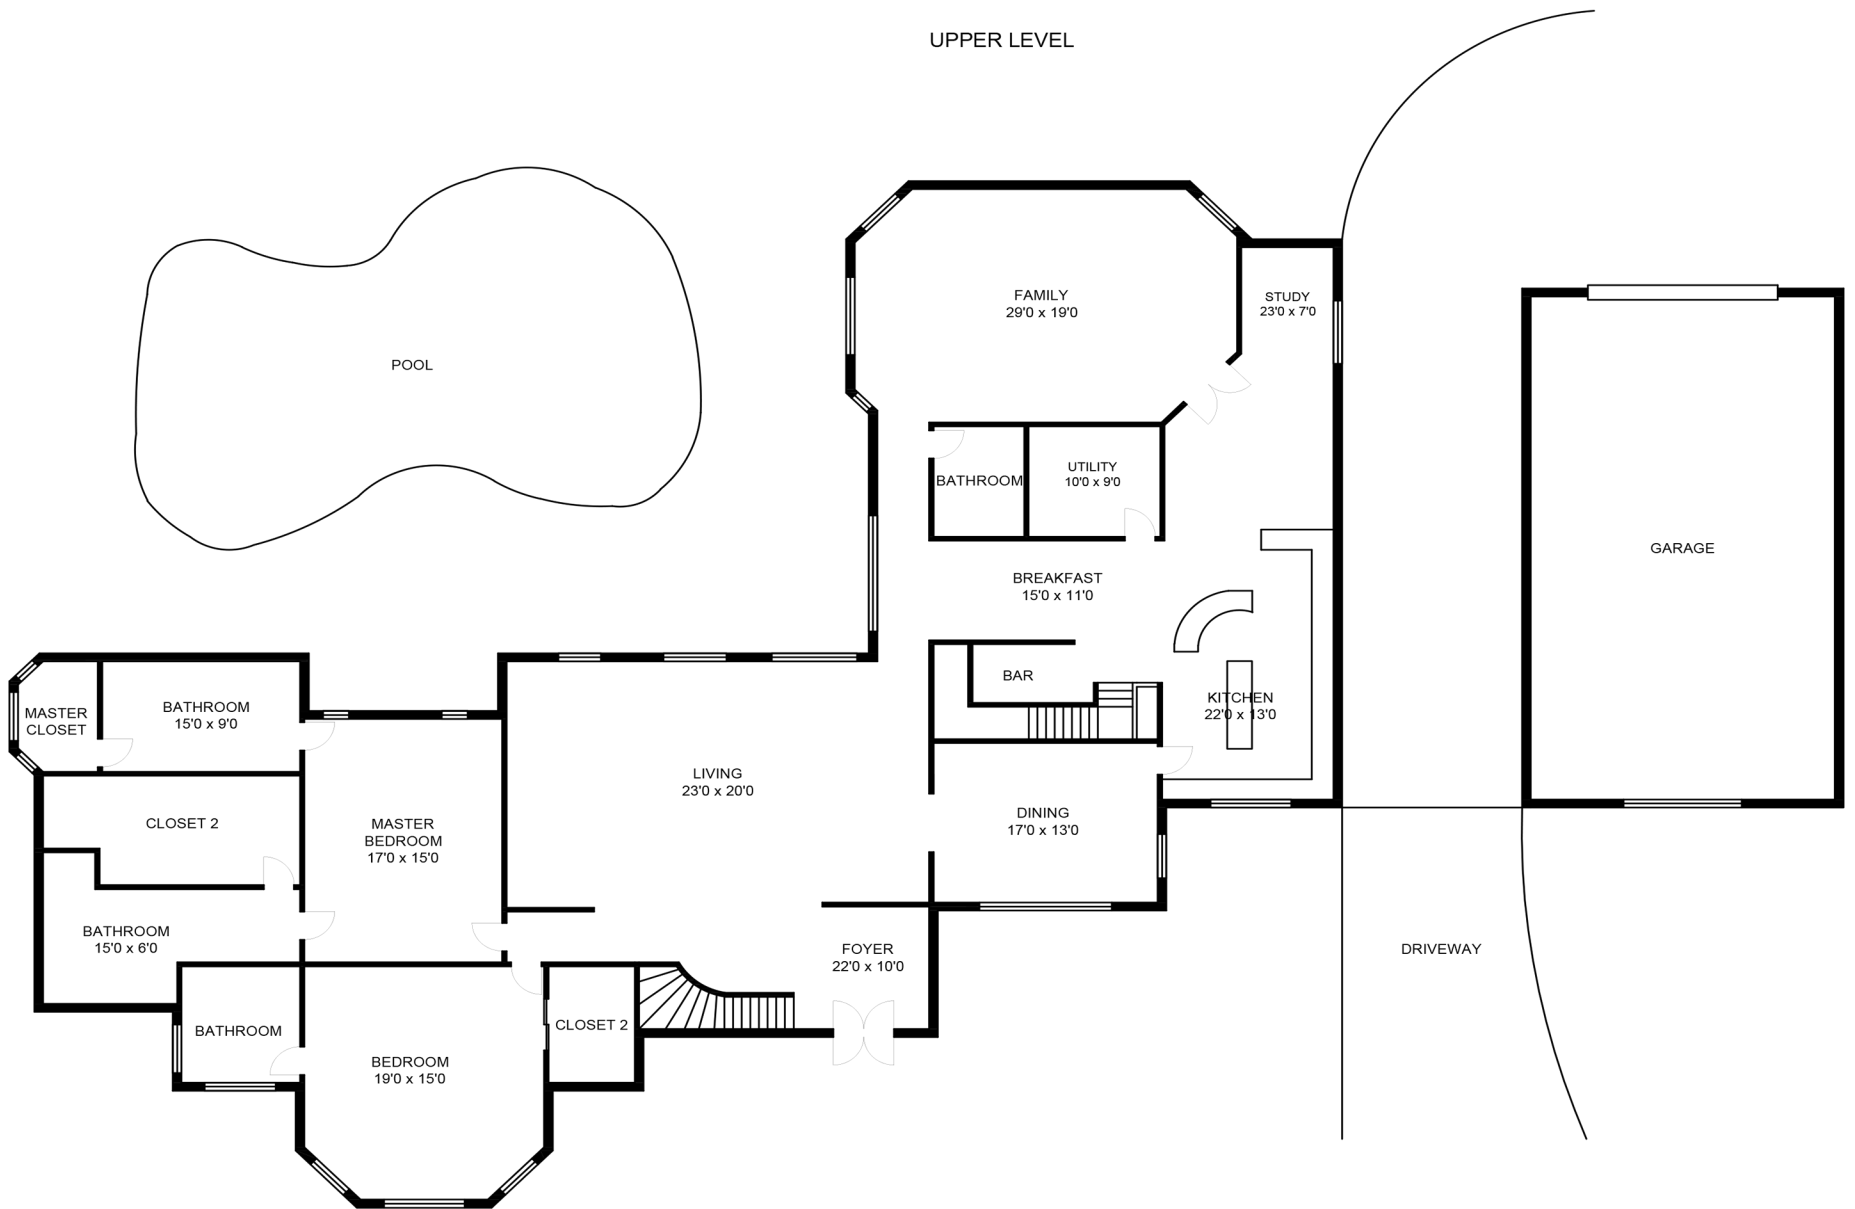 UPPER LEVEL
FAMILY
29'0 x 19'0
STUDY
23'0 x 7'0
POOL
BATHROOM
UTILITY
10'0 x 9'0
GARAGE
BREAKFAST
15'0 x 11'0
BAR
KITCHEN
22'0 x 13'0
MASTER
CLOSET
BATHROOM
15'0 x 9'0
LIVING
23'0 x 20'0
CLOSET 2
MASTER
BEDROOM
17'0 x 15'0
DINING
17'0 x 13'0
BATHROOM
15'0 x 6'0
FOYER
22'0 x 10'0
DRIVEWAY
BATHROOM
CLOSET 2
BEDROOM
19'0 x 15'0